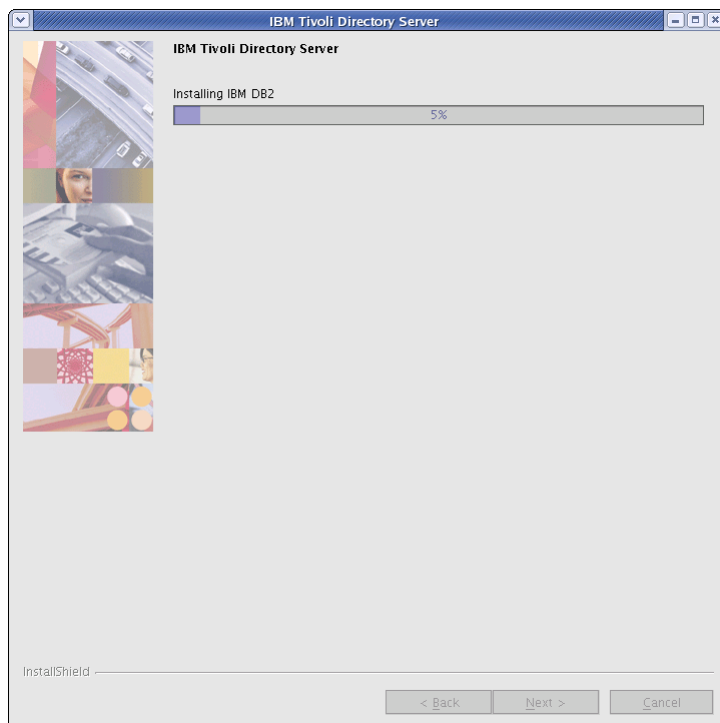 IBM Tivoli Directory Server
IBM Tivoli Directory Server
Installing IBM DB2
5%
InstallShield
< Back Next > Cancel